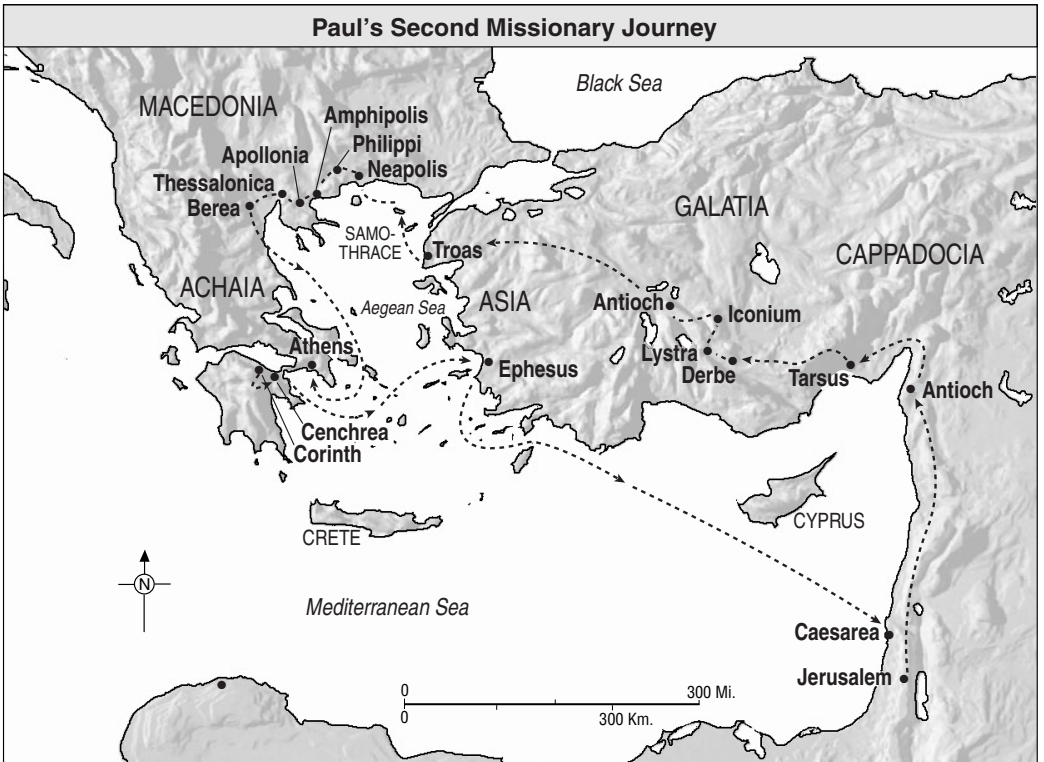 Paul's Second Missionary Journey
Black Sea
MACEDONIA
Amphipolis
Philippi
Apollonia
Neapolis
Thessalonica
Berea
GALATIA
SAMO-
THRACE
Troas
CAPPADOCIA
ACHAIA
Aegean Sea
ASIA
Antioch
Iconium
Athens
Ephesus
Lystra
Derbe
Tarsus
Antioch
Cenchrea
Corinth
CRETE
CYPRUS
N
Mediterranean Sea
Caesarea
Jerusalem
0
300 Mi.
0
300 Km.